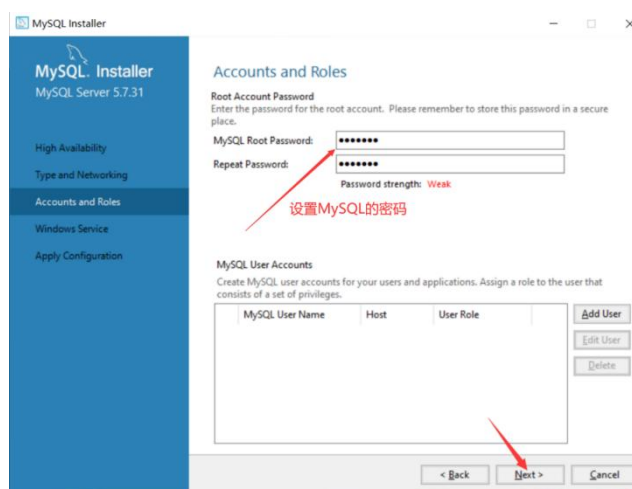 MySQL Installer
MySQL. Installer
MySQL Server 5.7.31
High Availability
Type and Networking
Accounts and Roles
Windows Service
Apply Configuration
Accounts and Roles
Root Account Password
Enter the password for the root account. Please remember to store this password in a secure
place.
MySQL Root Password: •••••••
Repeat Password: •••••••
Password strength: Weak
设置MySQL的密码
MySQL User Accounts
Create MySQL user accounts for your users and applications. Assign a role to the user that
consists of a set of privileges.
MySQL User Name Host User Role
Add User
Edit User
Delete
< Back Next > Cancel